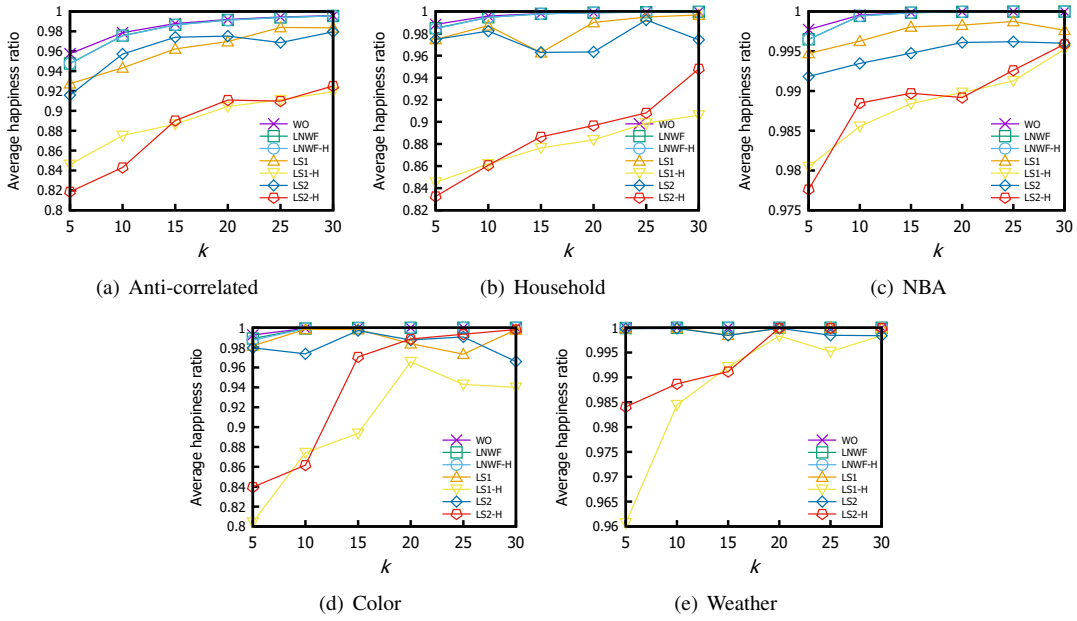 Average happiness ratio
1
0.98
0.96
0.94
0.92
0.9
0.88
0.86
0.84
0.82
0.8
WO
LNWF
LNWF-H
LS1
LS1-H
LS2
LS2-H
5 10 15 20 25 30
k
(a) Anti-correlated
Average happiness ratio
1
0.98
0.96
0.94
0.92
0.9
0.88
0.86
0.84
0.82
WO
LNWF
LNWF-H
LS1
LS1-H
LS2
LS2-H
5 10 15 20 25 30
k
(b) Household
Average happiness ratio
1
0.995
0.99
0.985
0.98
0.975
WO
LNWF
LNWF-H
LS1
LS1-H
LS2
LS2-H
5 10 15 20 25 30
k
(c) NBA
Average happiness ratio
1
0.98
0.96
0.94
0.92
0.9
0.88
0.86
0.84
0.82
0.8
WO
LNWF
LNWF-H
LS1
LS1-H
LS2
LS2-H
5 10 15 20 25 30
k
(d) Color
Average happiness ratio
1
0.995
0.99
0.985
0.98
0.975
0.97
0.965
0.96
WO
LNWF
LNWF-H
LS1
LS1-H
LS2
LS2-H
5 10 15 20 25 30
k
(e) Weather